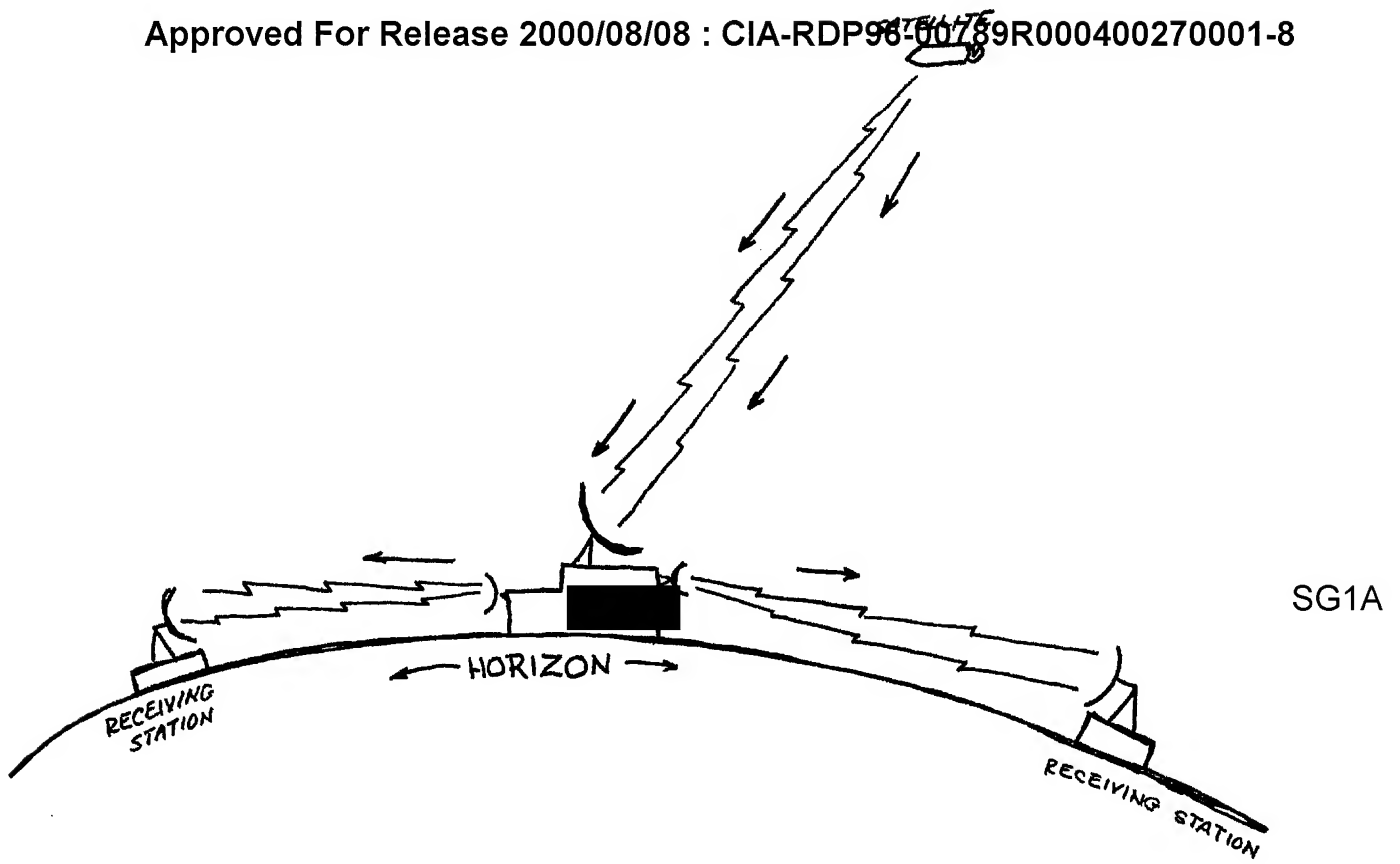 Approved For Release 2000/08/08 : CIA-RDP96-00789R000400270001-8
SATELLITE
SG1A
HORIZON
RECEIVING
STATION
RECEIVING STATION